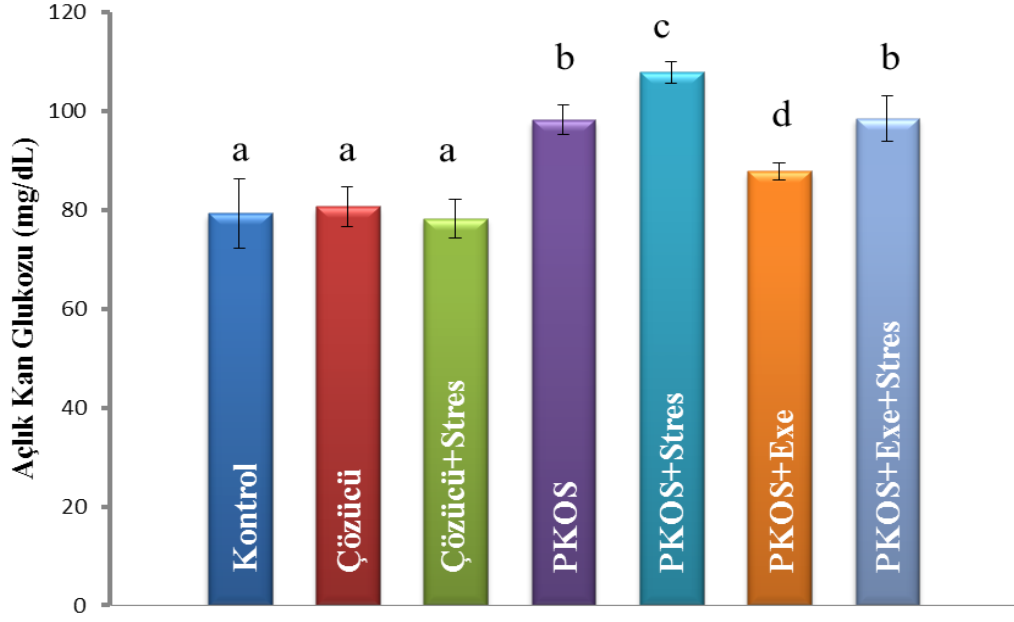 120
100
80
60
40
20
0
Açlık Kan Glukozu (mg/dL)
a
a
a
b
c
d
b
Kontrol
Çözücü
Çözücü+Stres
PKOS
PKOS+Stres
PKOS+Exe
PKOS+Exe+Stres